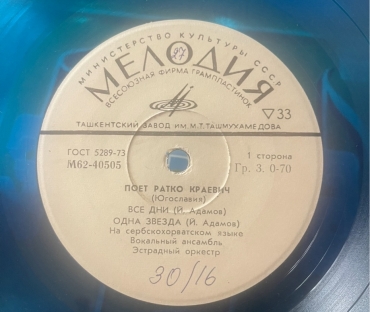 МИНИСТЕРСТВО КУЛЬТУРЫ СССР
МЕЛОДИЯ
27
ВСЕСОЮЗНАЯ ФИРМА ГРАМПЛАСТИНОК
▽33
ТАШКЕНТСКИЙ ЗАВОД ИМ. М.Т. ТАШМУХАМЕДОВА
ГОСТ 5289-73
М62-40505
1 сторона
Гр. 3. 0-70
ПОЕТ РАТКО КРАЕВИЧ
(Югославия)
ВСЕ ДНИ (Й. Адамов)
ОДНА ЗВЕЗДА (Й. Адамов)
На сербскохорватском языке
Вокальный ансамбль
Эстрадный оркестр
30/16